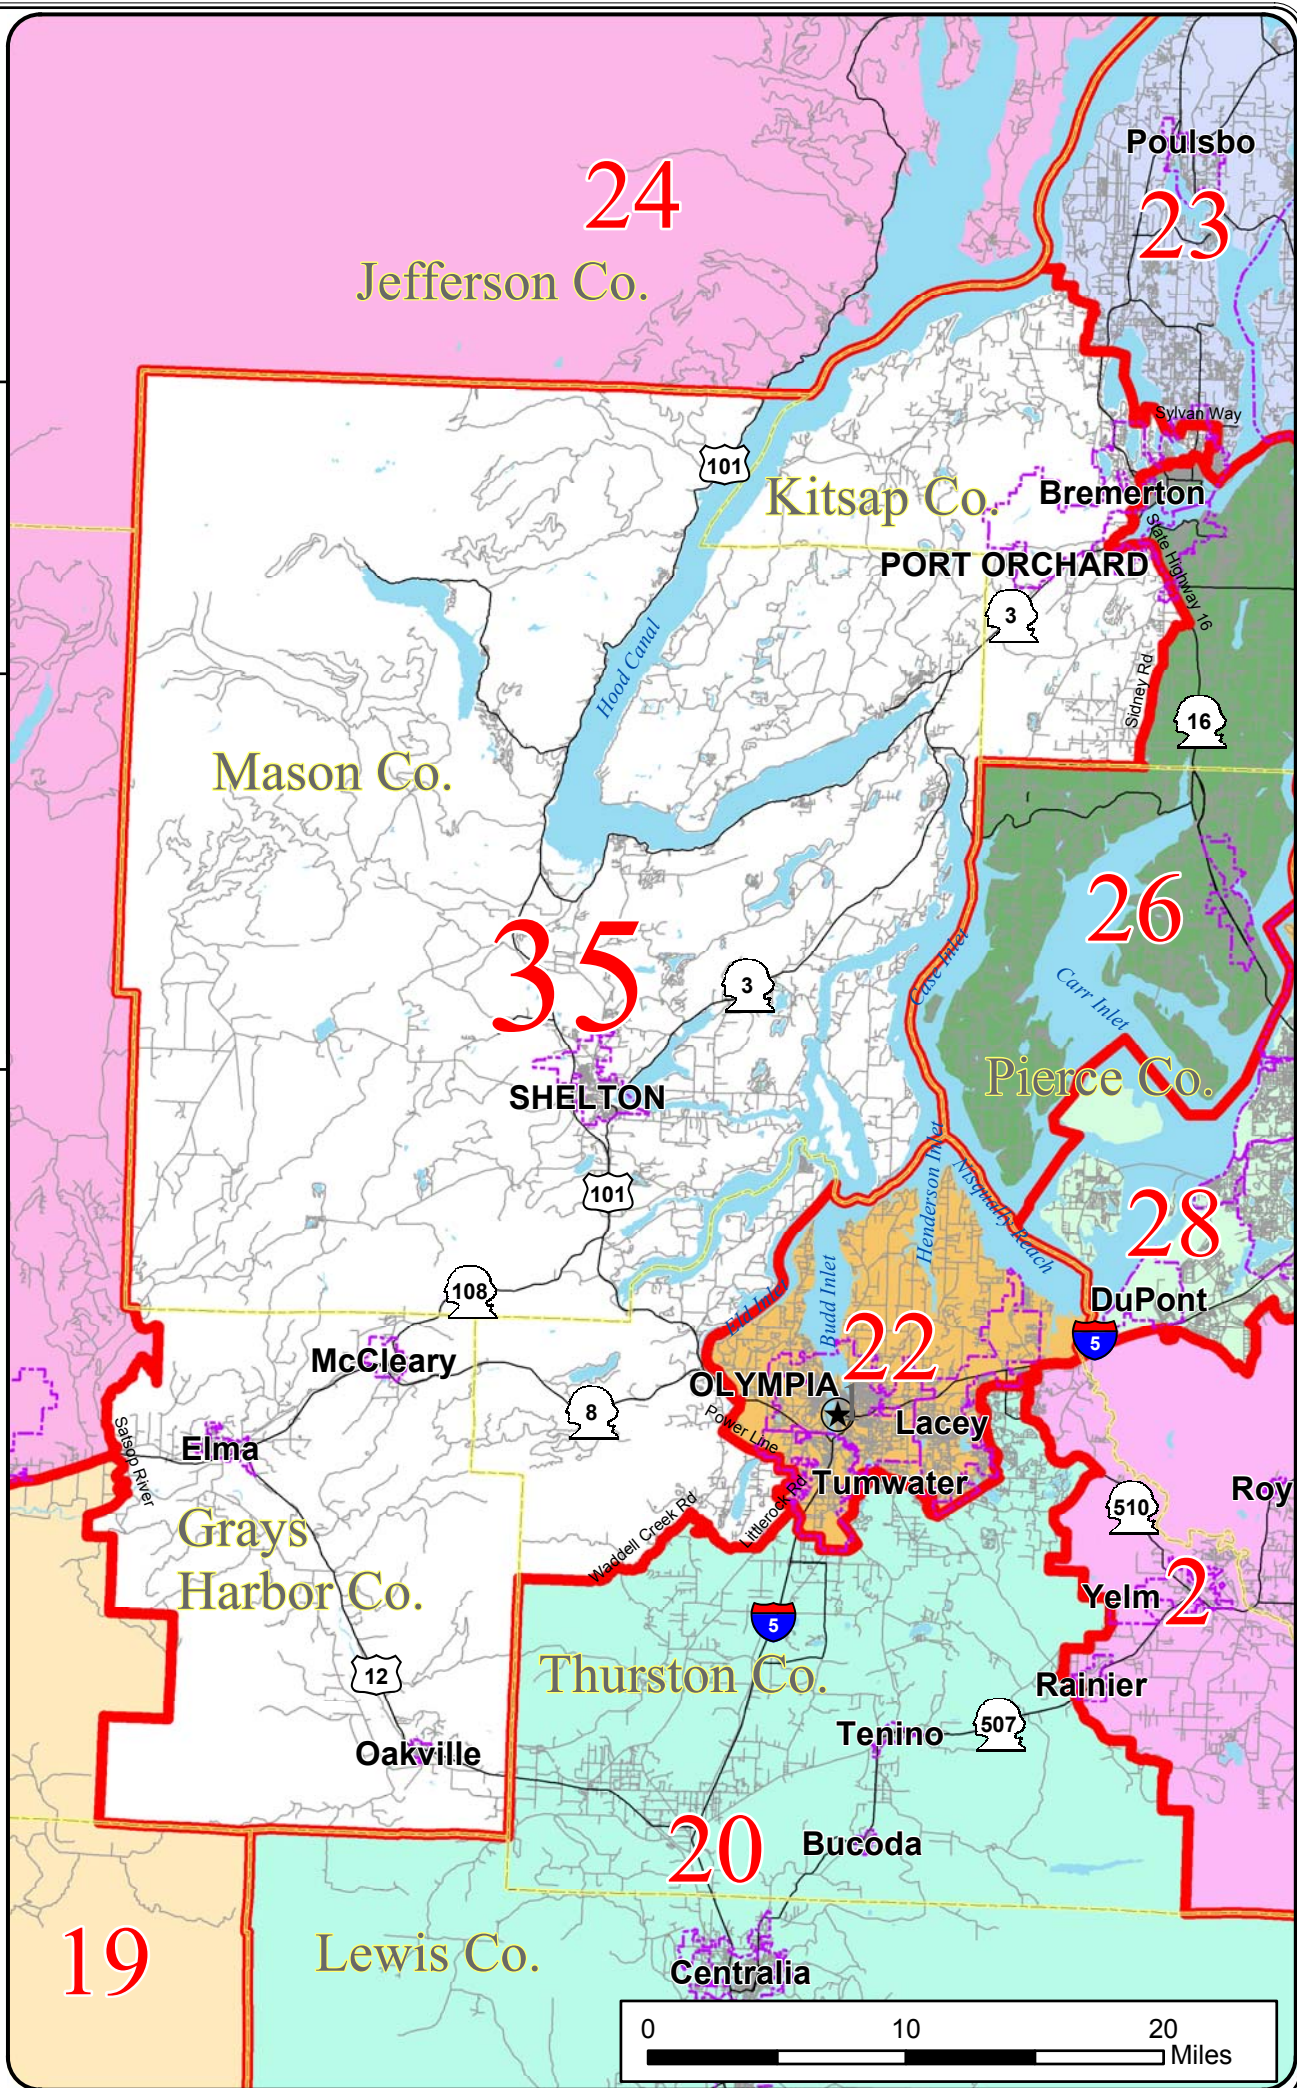 Poulsbo
24
23
Jefferson Co.
Sylvan Way
101
Kitsap Co.
Bremerton
State Highway 16
PORT ORCHARD
3
Hood Canal
Sidney Rd
16
Mason Co.
26
35
Case Inlet
3
Carr Inlet
Pierce Co.
SHELTON
Henderson Inlet
Nisqually Reach
101
28
108
Eld Inlet
Budd Inlet
DuPont
5
22
McCleary
OLYMPIA
8
Power Line
Lacey
Satsop River
Elma
Tumwater
Roy
Littlerock Rd
510
Waddell Creek Rd
Grays
Harbor Co.
Yelm
2
5
12
Thurston Co.
Rainier
507
Tenino
Oakville
20
Bucoda
19
Lewis Co.
Centralia
0 10 20
Miles